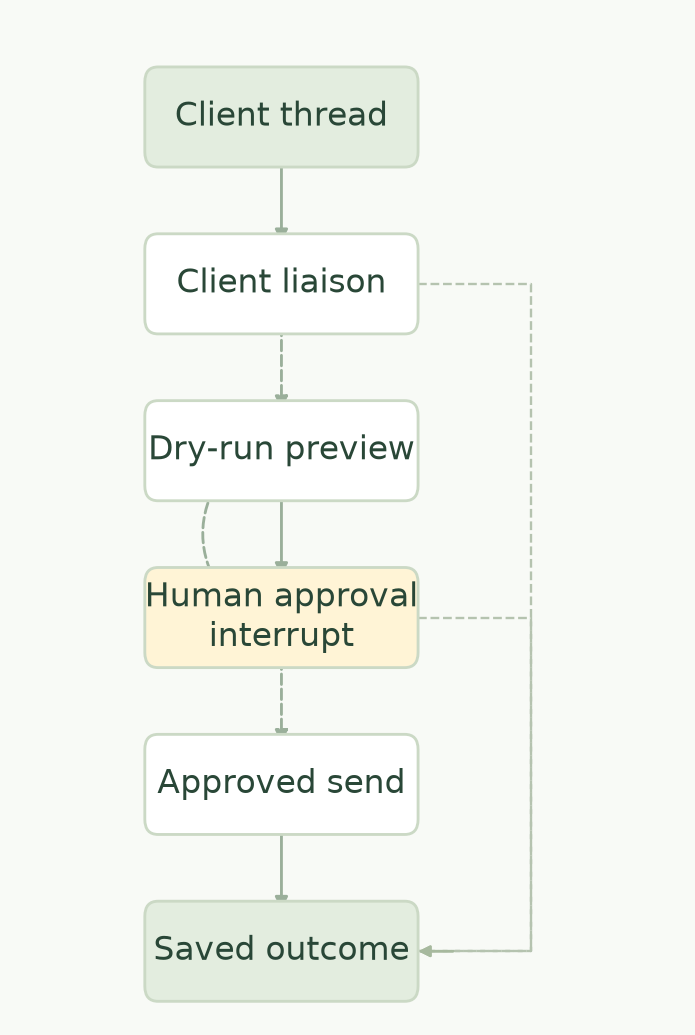 Client thread
Client liaison
Dry-run preview
Human approval
interrupt
Approved send
Saved outcome